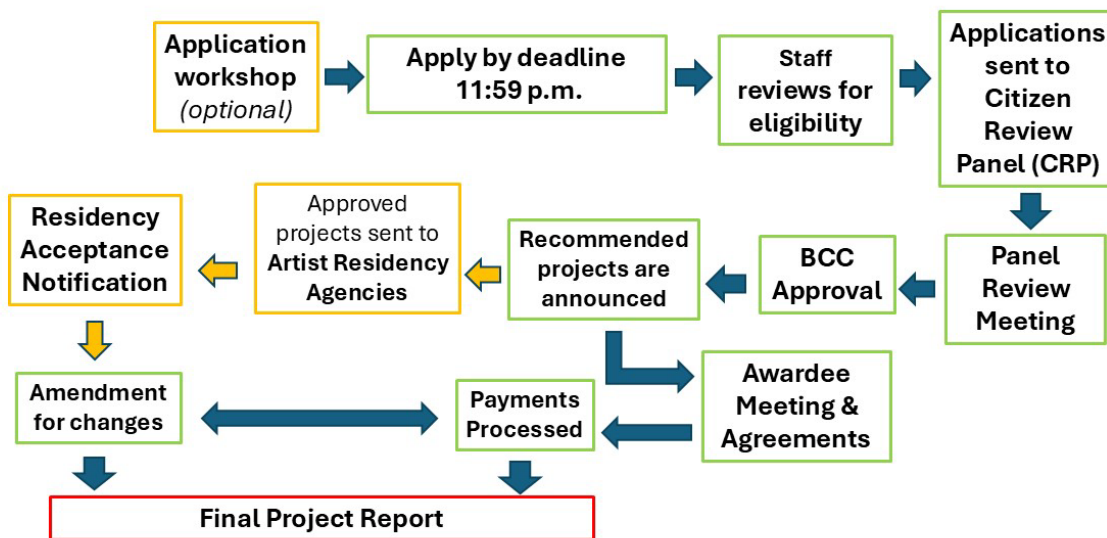 Application
workshop
(optional)
Apply by deadline
11:59 p.m.
Staff
reviews for
eligibility
Applications
sent to
Citizen
Review
Panel (CRP)
Panel
Review
Meeting
BCC
Approval
Recommended
projects are
announced
Approved
projects sent to
Artist Residency
Agencies
Residency
Acceptance
Notification
Amendment
for changes
Payments
Processed
Awardee
Meeting &
Agreements
Final Project Report